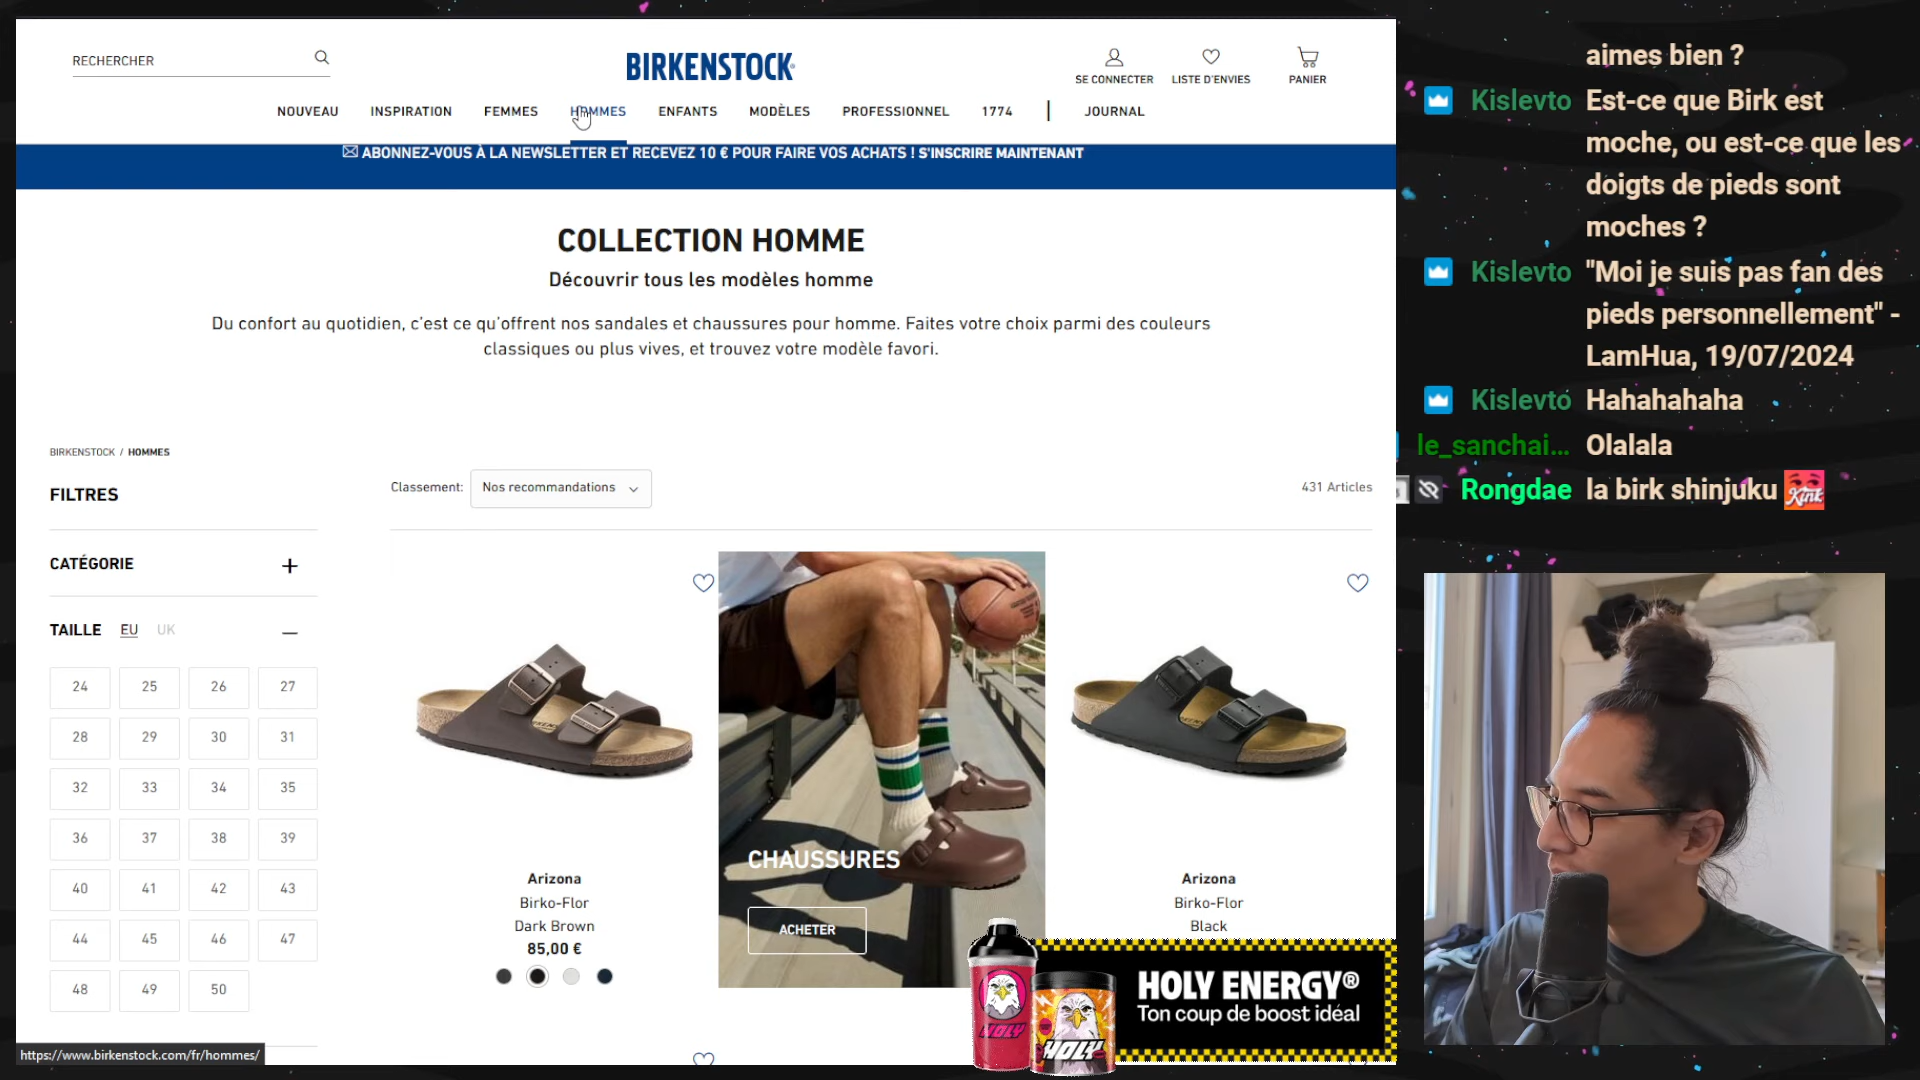 RECHERCHER
BIRKENSTOCK
SE CONNECTER
LISTE D'ENVIES
PANIER
NOUVEAU
INSPIRATION
FEMMES
HOMMES
ENFANTS
MODÈLES
PROFESSIONNEL
1774
JOURNAL
ABONNEZ-VOUS À LA NEWSLETTER ET RECEVEZ 10 € POUR FAIRE VOS ACHATS ! S'INSCRIRE MAINTENANT
COLLECTION HOMME
Découvrir tous les modèles homme
Du confort au quotidien, c'est ce qu'offrent nos sandales et chaussures pour homme. Faites votre choix parmi des couleurs
classiques ou plus vives, et trouvez votre modèle favori.
BIRKENSTOCK / HOMMES
FILTRES
Classement:
Nos recommandations
431 Articles
CATÉGORIE
TAILLE EU UK
24 25 26 27
28 29 30 31
32 33 34 35
36 37 38 39
40 41 42 43
44 45 46 47
48 49 50
Arizona
Birko-Flor
Dark Brown
85,00 €
CHAUSSURES
ACHETER
Arizona
Birko-Flor
Black
HOLY
HOLY
HOLY ENERGY®
Ton coup de boost idéal
https://www.birkenstock.com/fr/hommes/
aimes bien ?
Kislevto Est-ce que Birk est
moche, ou est-ce que les
doigts de pieds sont
moches ?
Kislevto "Moi je suis pas fan des
pieds personnellement" -
LamHua, 19/07/2024
Kislevto Hahahahaha
le_sanchai... Olalala
Rongdae la birk shinjuku
Kink